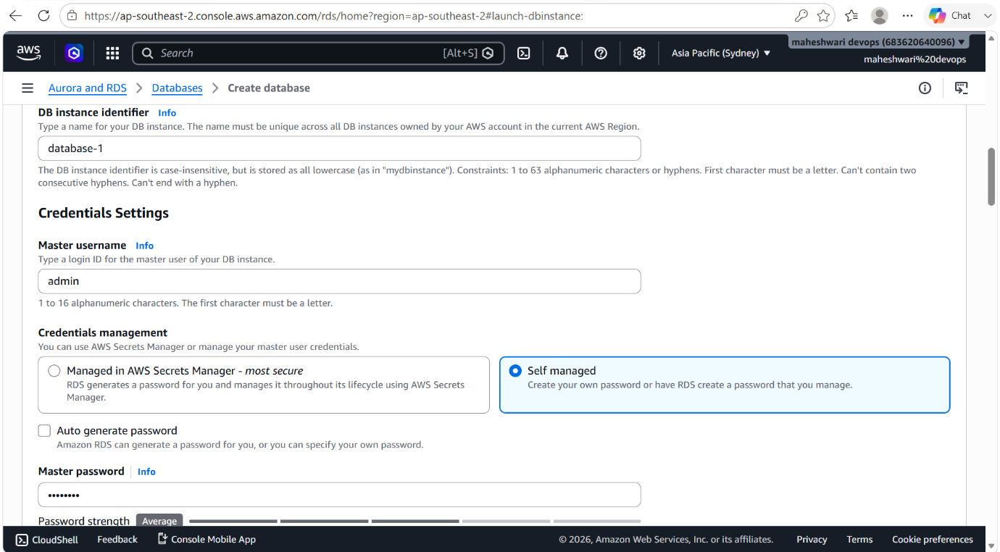 https://ap-southeast-2.console.aws.amazon.com/rds/home?region=ap-southeast-2#launch-dbinstance:
Chat
aws
Search
[Alt+S]
Asia Pacific (Sydney)
maheshwari devops (683620640096)
maheshwari%20devops
Aurora and RDS
Databases
Create database
DB instance identifier Info
Type a name for your DB instance. The name must be unique across all DB instances owned by your AWS account in the current AWS Region.
database-1
The DB instance identifier is case-insensitive, but is stored as all lowercase (as in "mydbinstance"). Constraints: 1 to 63 alphanumeric characters or hyphens. First character must be a letter. Can't contain two
consecutive hyphens. Can't end with a hyphen.
Credentials Settings
Master username Info
Type a login ID for the master user of your DB instance.
admin
1 to 16 alphanumeric characters. The first character must be a letter.
Credentials management
You can use AWS Secrets Manager or manage your master user credentials.
Managed in AWS Secrets Manager - most secure
RDS generates a password for you and manages it throughout its lifecycle using AWS Secrets
Manager.
Self managed
Create your own password or have RDS create a password that you manage.
Auto generate password
Amazon RDS can generate a password for you, or you can specify your own password.
Master password Info
••••••••
Password strength Average
CloudShell
Feedback
Console Mobile App
© 2026, Amazon Web Services, Inc. or its affiliates.
Privacy
Terms
Cookie preferences